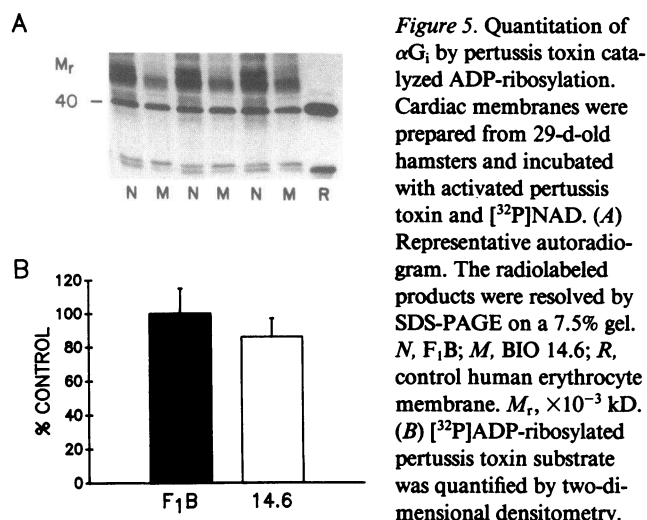 A
Mr
40
N M N M N M R
B
120
100
80
60
40
20
0
% CONTROL
F1B 14.6
Figure 5. Quantitation of
αGi by pertussis toxin cata-
lyzed ADP-ribosylation.
Cardiac membranes were
prepared from 29-d-old
hamsters and incubated
with activated pertussis
toxin and [³²P]NAD. (A)
Representative autoradio-
gram. The radiolabeled
products were resolved by
SDS-PAGE on a 7.5% gel.
N, F₁B; M, BIO 14.6; R,
control human erythrocyte
membrane. Mᵣ, ×10⁻³ kD.
(B) [³²P]ADP-ribosylated
pertussis toxin substrate
was quantified by two-di-
mensional densitometry.